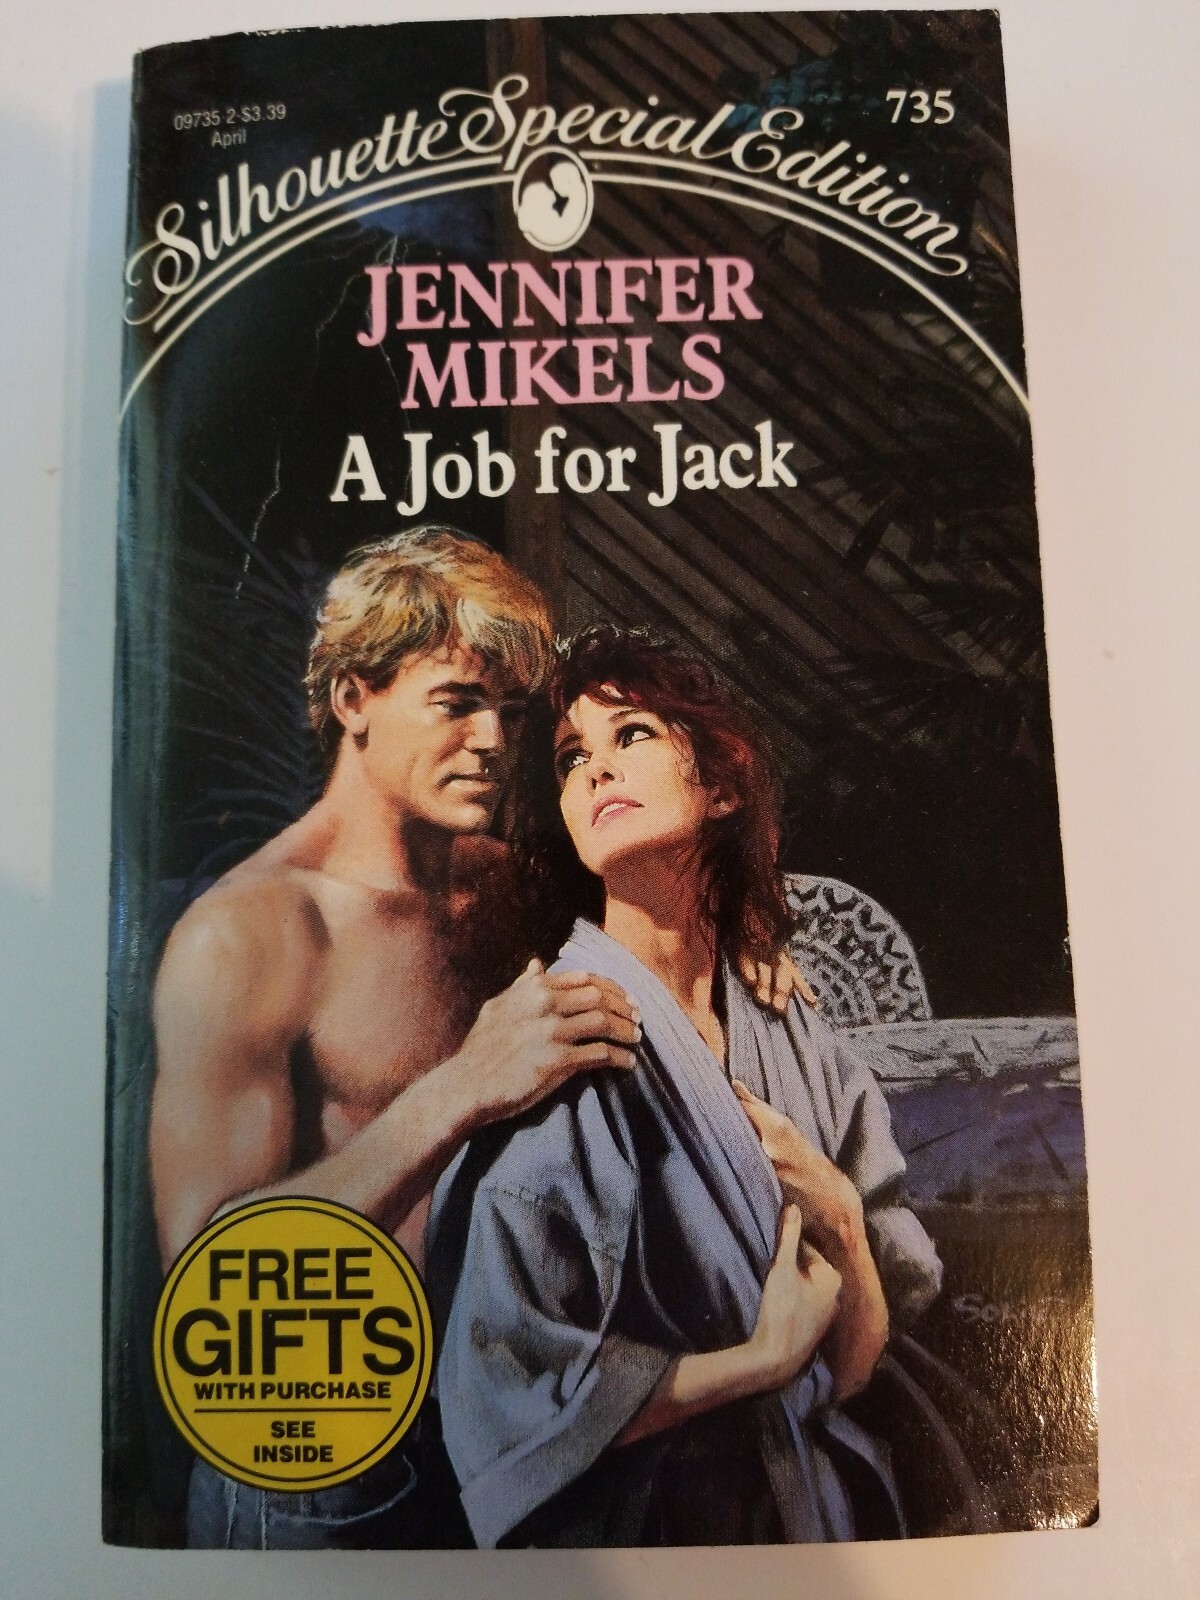 09735-2-$3.39
April
735
Silhouette Special Edition
JENNIFER
MIKELS
A Job for Jack
FREE
GIFTS
WITH PURCHASE
SEE
INSIDE